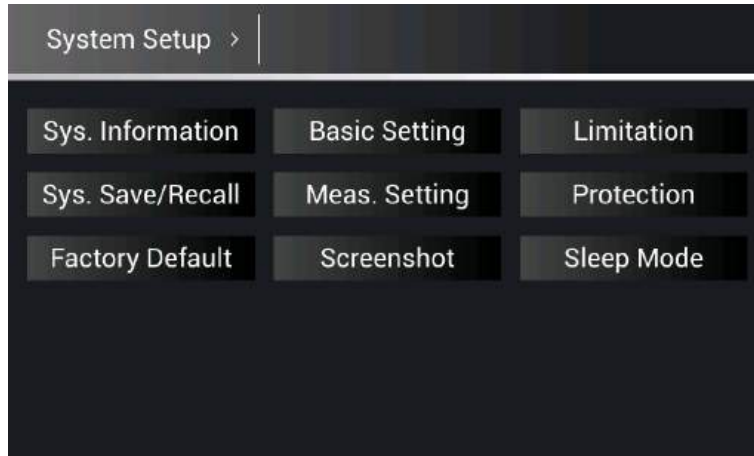 System Setup >
Sys. Information Basic Setting Limitation
Sys. Save/Recall Meas. Setting Protection
Factory Default Screenshot Sleep Mode